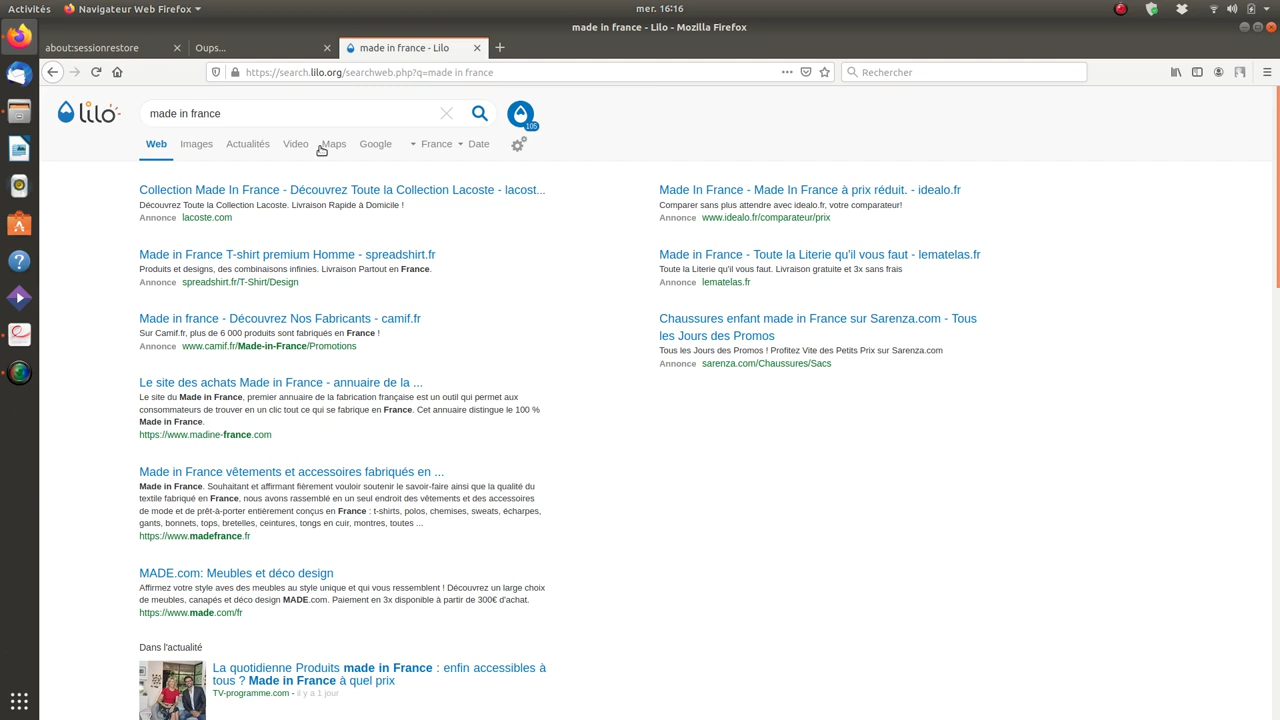 Activités
Navigateur Web Firefox
mer. 16:16
made in france - Lilo - Mozilla Firefox
about:sessionrestore
Oups...
made in france - Lilo
https://search.lilo.org/searchweb.php?q=made in france
Rechercher
lilo
made in france
105
Web
Images
Actualités
Video
Maps
Google
France
Date
Collection Made In France - Découvrez Toute la Collection Lacoste - lacost...
Découvrez Toute la Collection Lacoste. Livraison Rapide à Domicile !
Annonce lacoste.com
Made in France T-shirt premium Homme - spreadshirt.fr
Produits et designs, des combinaisons infinies. Livraison Partout en France.
Annonce spreadshirt.fr/T-Shirt/Design
Made in france - Découvrez Nos Fabricants - camif.fr
Sur Camif.fr, plus de 6 000 produits sont fabriqués en France !
Annonce www.camif.fr/Made-in-France/Promotions
Le site des achats Made in France - annuaire de la ...
Le site du Made in France, premier annuaire de la fabrication française est un outil qui permet aux
consommateurs de trouver en un clic tout ce qui se fabrique en France. Cet annuaire distingue le 100 %
Made in France.
https://www.madine-france.com
Made in France vêtements et accessoires fabriqués en ...
Made in France. Souhaitant et affirmant fièrement vouloir soutenir le savoir-faire ainsi que la qualité du
textile fabriqué en France, nous avons rassemblé en un seul endroit des vêtements et des accessoires
de mode et de prêt-à-porter entièrement conçus en France : t-shirts, polos, chemises, sweats, écharpes,
gants, bonnets, tops, bretelles, ceintures, tongs en cuir, montres, toutes ...
https://www.madefrance.fr
MADE.com: Meubles et déco design
Affirmez votre style aves des meubles au style unique et qui vous ressemblent ! Découvrez un large choix
de meubles, canapés et déco design MADE.com. Paiement en 3x disponible à partir de 300€ d'achat.
https://www.made.com/fr
Dans l'actualité
La quotidienne Produits made in France : enfin accessibles à
tous ? Made in France à quel prix
TV-programme.com - il y a 1 jour
Made In France - Made In France à prix réduit. - idealo.fr
Comparer sans plus attendre avec idealo.fr, votre comparateur!
Annonce www.idealo.fr/comparateur/prix
Made in France - Toute la Literie qu'il vous faut - lematelas.fr
Toute la Literie qu'il vous faut. Livraison gratuite et 3x sans frais
Annonce lematelas.fr
Chaussures enfant made in France sur Sarenza.com - Tous
les Jours des Promos
Tous les Jours des Promos ! Profitez Vite des Petits Prix sur Sarenza.com
Annonce sarenza.com/Chaussures/Sacs